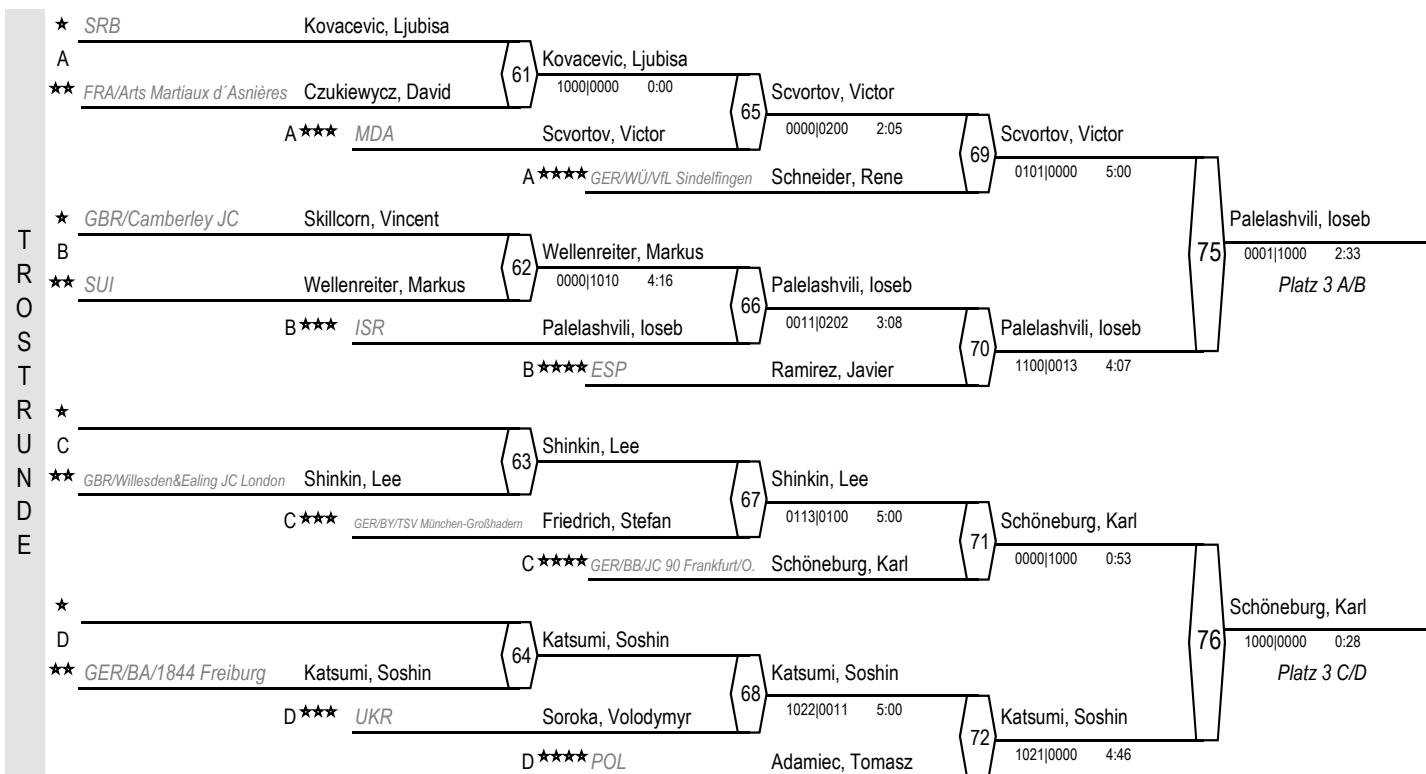 TROSTRUNDE
★ SRB Kovacevic, Ljubisa
A
61 Kovacevic, Ljubisa
1000|0000 0:00
★★ FRA/Arts Martiaux d´Asnières Czukiewycz, David
65 Scvortov, Victor
0000|0200 2:05
A ★★★ MDA Scvortov, Victor
69 Scvortov, Victor
0101|0000 5:00
A ★★★★ GER/WÜ/VfL Sindelfingen Schneider, Rene
★ GBR/Camberley JC Skillcorn, Vincent
75 Palelashvili, Ioseb
0001|1000 2:33
Platz 3 A/B
B
62 Wellenreiter, Markus
0000|1010 4:16
★★ SUI Wellenreiter, Markus
66 Palelashvili, Ioseb
0011|0202 3:08
B ★★★ ISR Palelashvili, Ioseb
70 Palelashvili, Ioseb
1100|0013 4:07
B ★★★★ ESP Ramirez, Javier
★
C
63 Shinkin, Lee
★★ GBR/Willesden&Ealing JC London Shinkin, Lee
67 Shinkin, Lee
0113|0100 5:00
C ★★★ GER/BY/TSV München-Großhadern Friedrich, Stefan
71 Schöneburg, Karl
0000|1000 0:53
C ★★★★ GER/BB/JC 90 Frankfurt/O. Schöneburg, Karl
★
76 Schöneburg, Karl
1000|0000 0:28
Platz 3 C/D
D
64 Katsumi, Soshin
★★ GER/BA/1844 Freiburg Katsumi, Soshin
68 Katsumi, Soshin
1022|0011 5:00
D ★★★ UKR Soroka, Volodymyr
72 Katsumi, Soshin
1021|0000 4:46
D ★★★★ POL Adamiec, Tomasz